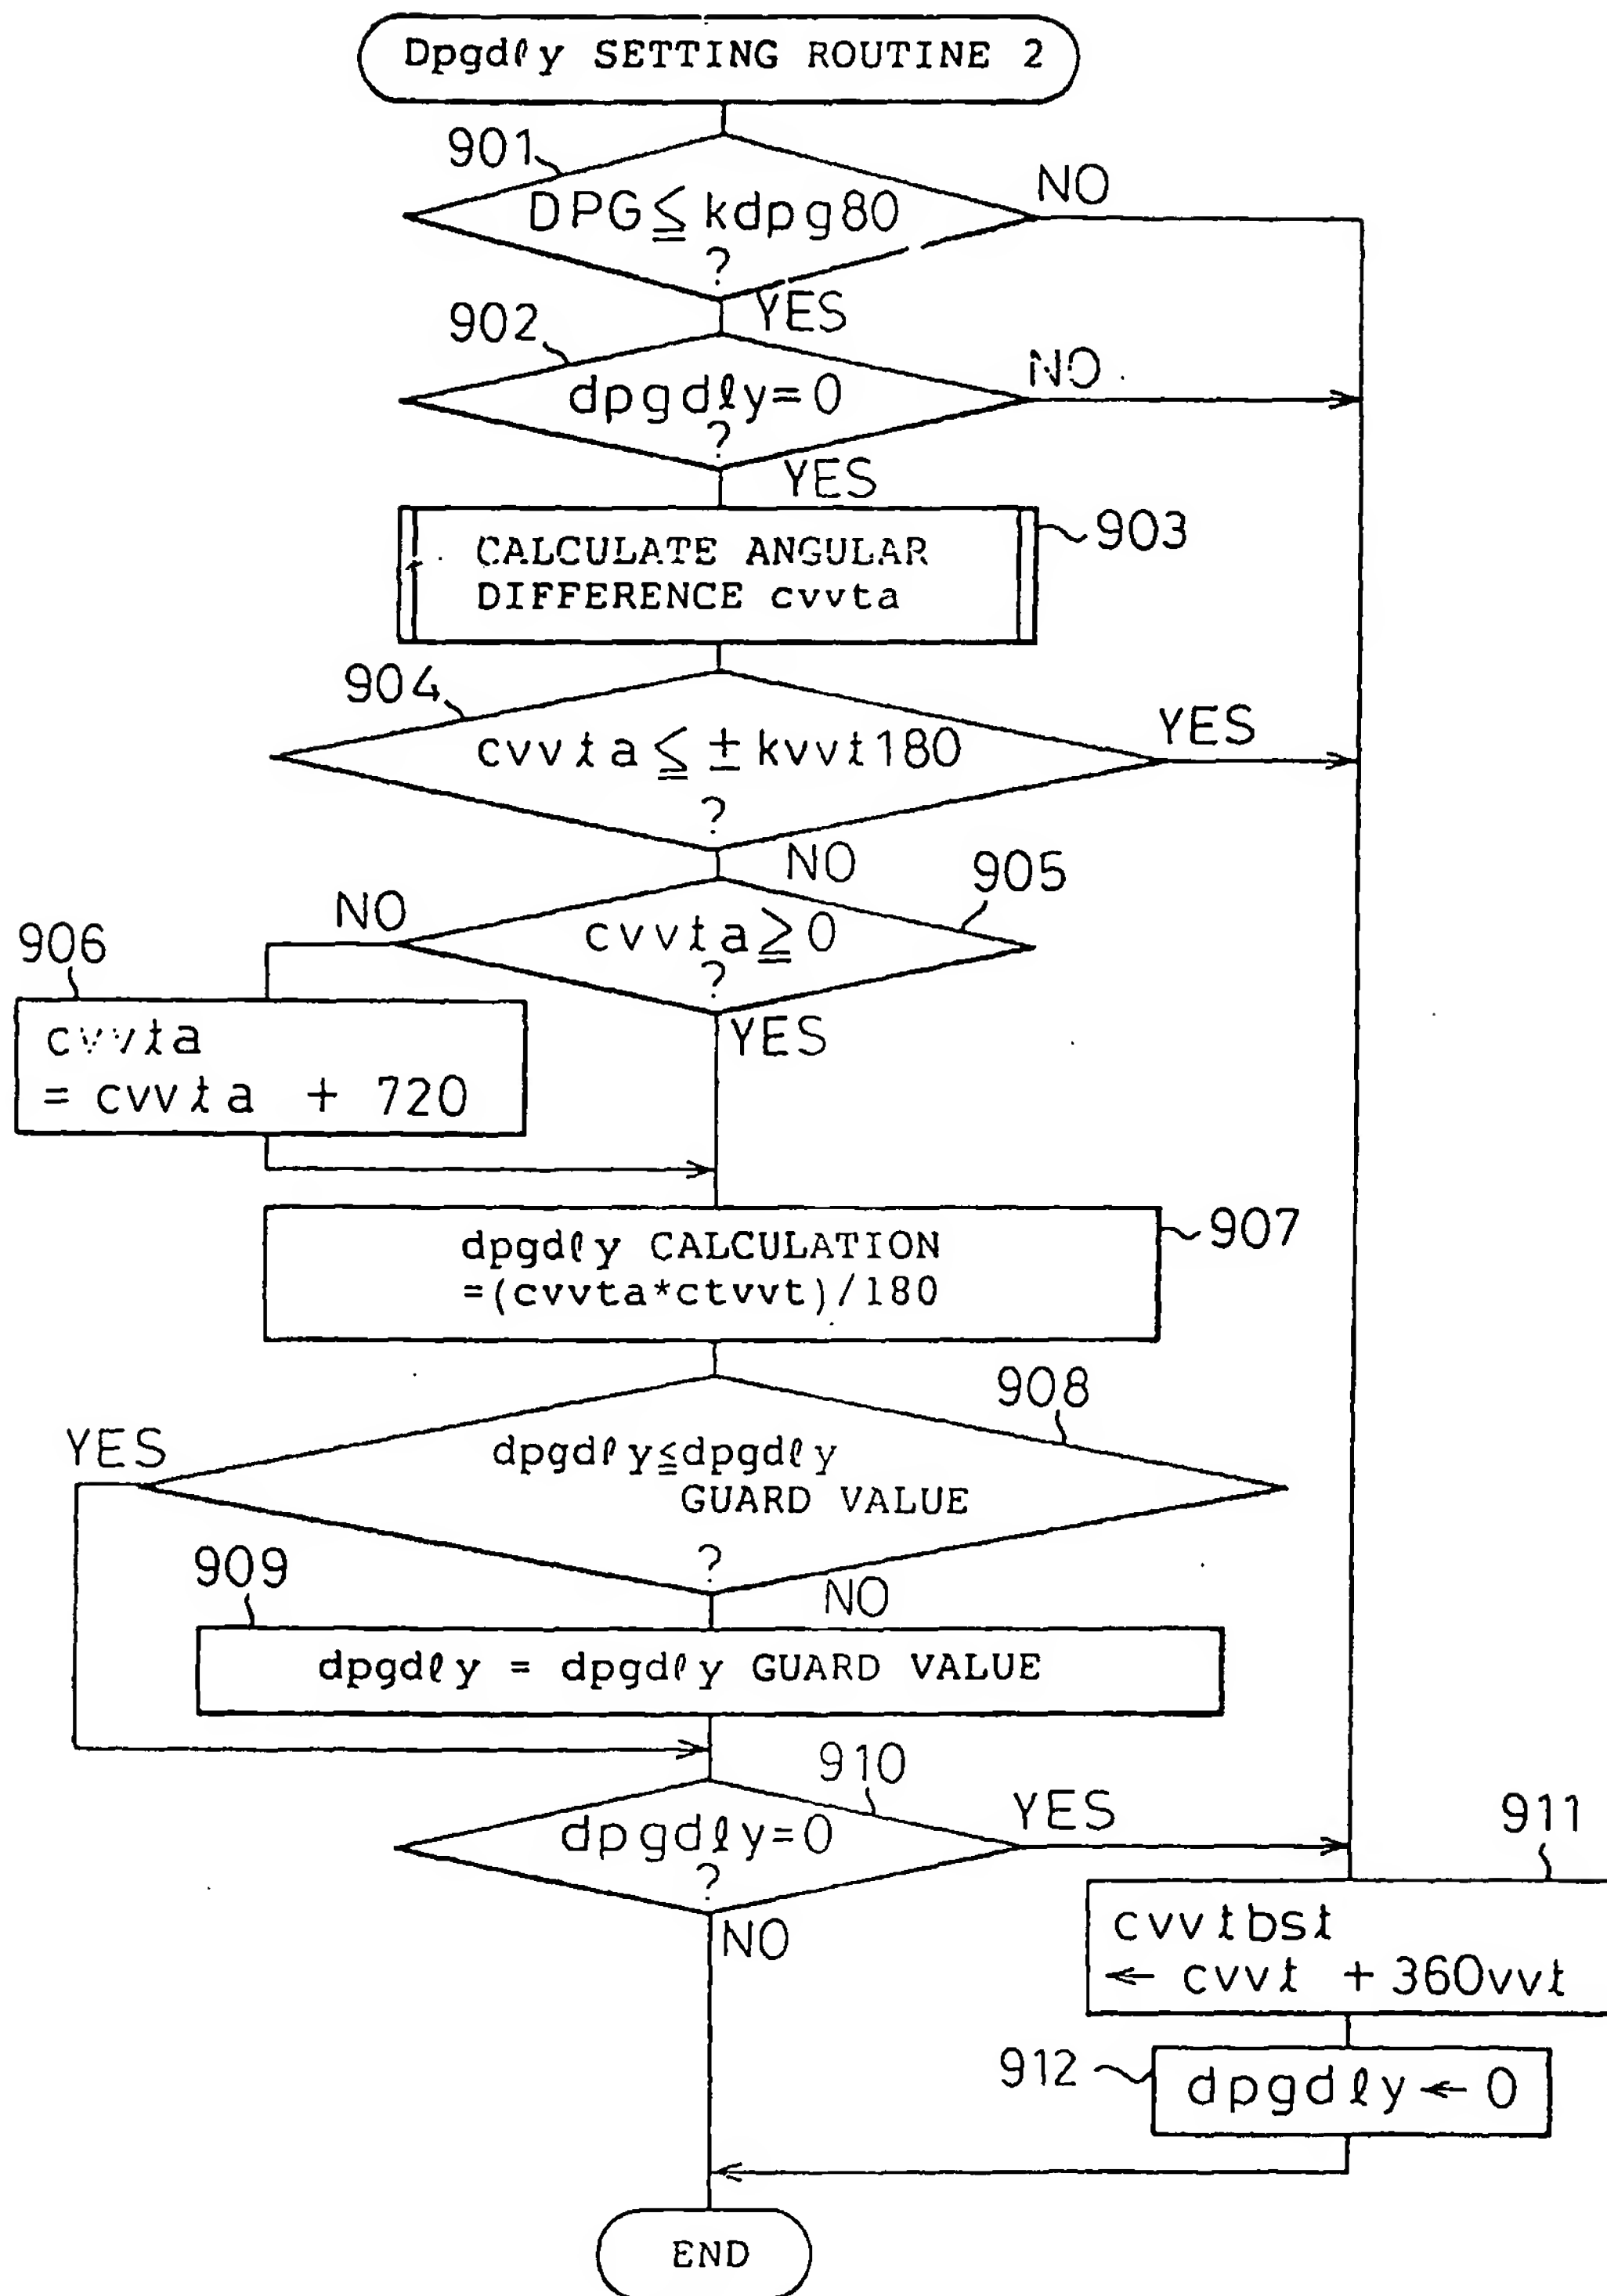 Dpgdℓy SETTING ROUTINE 2
901
DPG≦kdpg80
?
NO
YES
902
dpgdℓy=0
?
NO
YES
CALCULATE ANGULAR
DIFFERENCE cvvta
903
904
cvvta≦±kvvt180
?
YES
NO
905
cvvta≧0
?
NO
YES
906
cvvta
= cvvta + 720
dpgdℓy CALCULATION
=(cvvta*ctvvt)/180
907
908
dpgdℓy≦dpgdℓy
GUARD VALUE
?
YES
NO
909
dpgdℓy = dpgdℓy GUARD VALUE
910
dpgdℓy=0
?
YES
NO
911
cvvtbst
← cvvt +360vvt
912
dpgdℓy←0
END